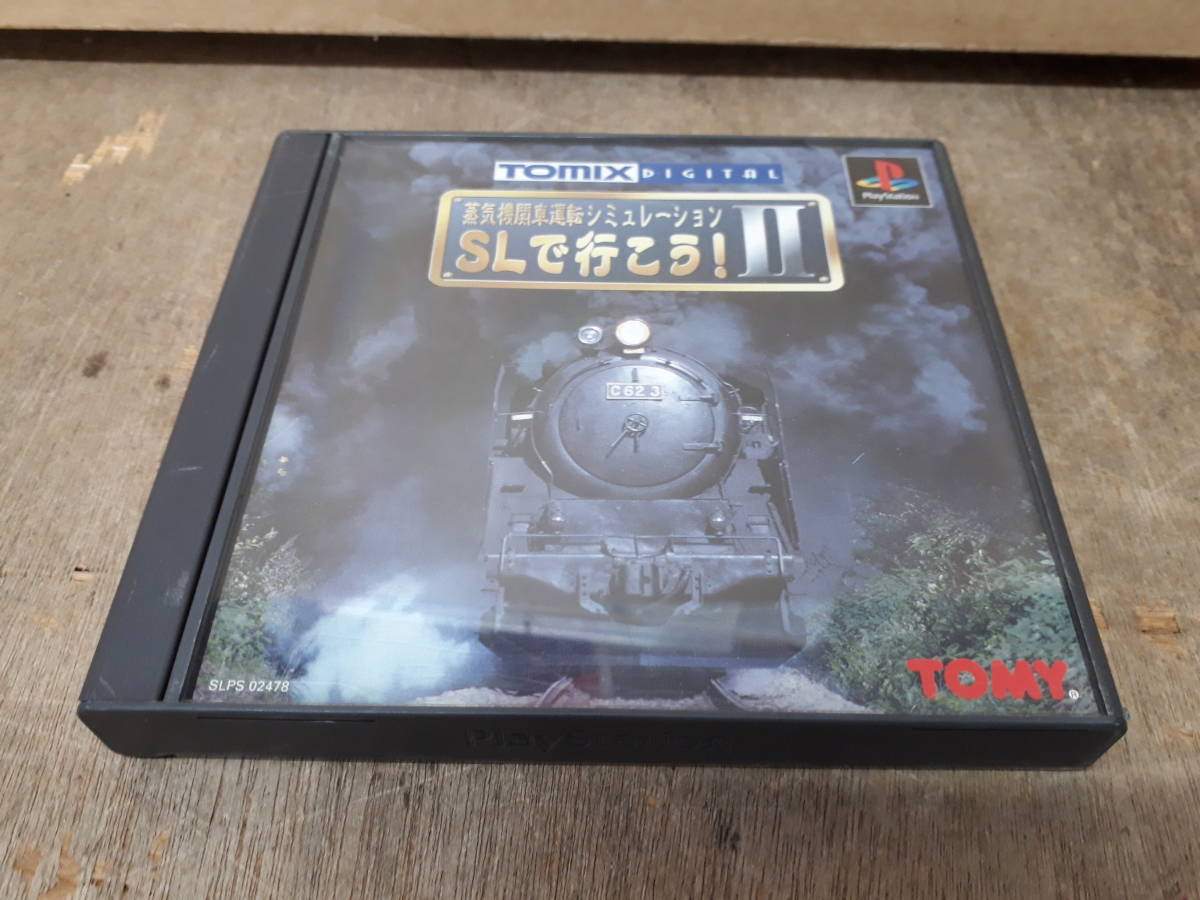 TOMIX DIGITAL
PlayStation
蒸気機関車運転シミュレーション
SLで行こう! II
C62 3
SLPS 02478
TOMY ®
PlayStation